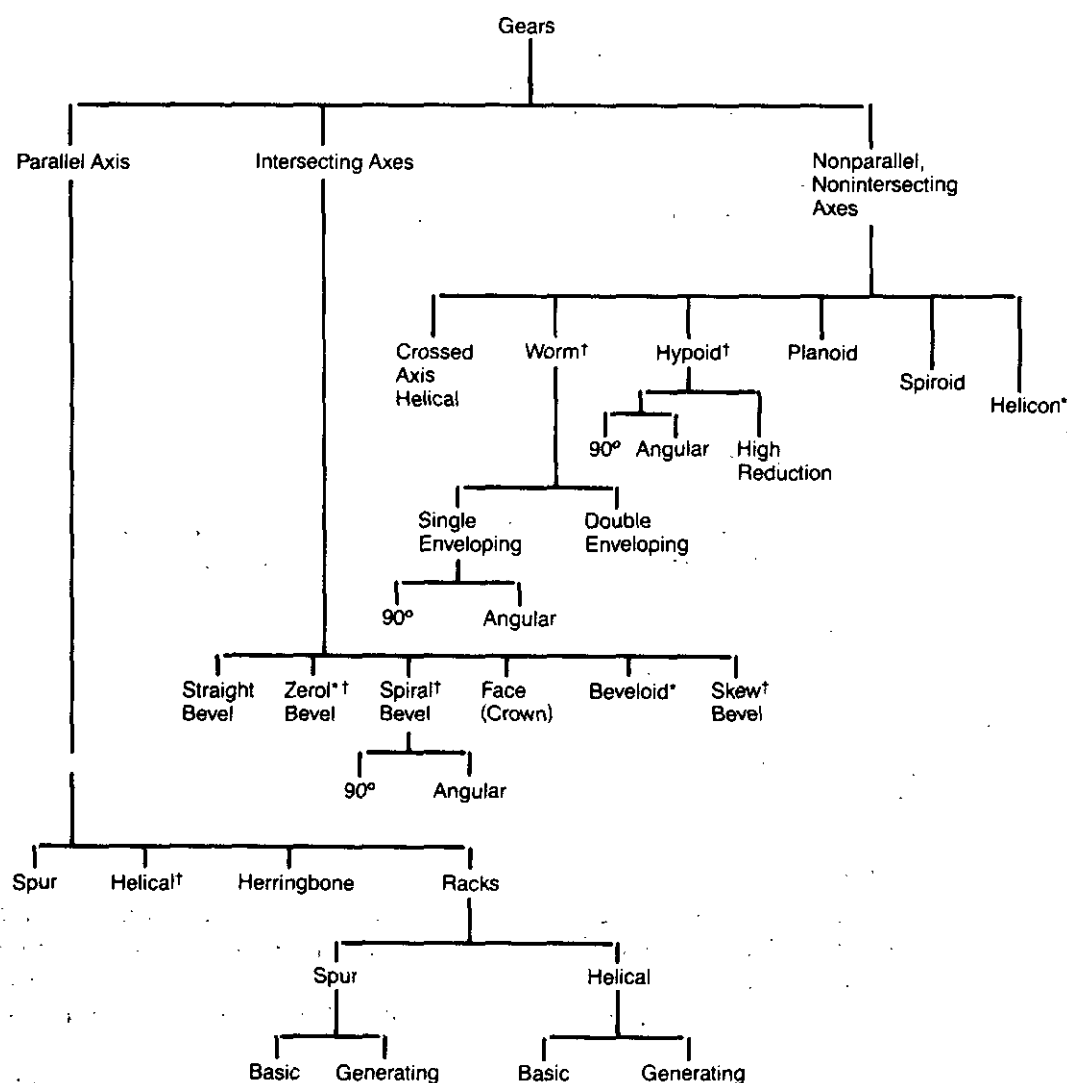 Gears
Parallel Axis
Intersecting Axes
Nonparallel,
Nonintersecting
Axes
Crossed
Axis
Helical
Worm†
Hypoid†
Planoid
Spiroid
Helicon*
90°
Angular
High
Reduction
Single
Enveloping
Double
Enveloping
90°
Angular
Straight
Bevel
Zerol*†
Bevel
Spiral†
Bevel
Face
(Crown)
Beveloid*
Skew†
Bevel
90°
Angular
Spur
Helical†
Herringbone
Racks
Spur
Helical
Basic
Generating
Basic
Generating